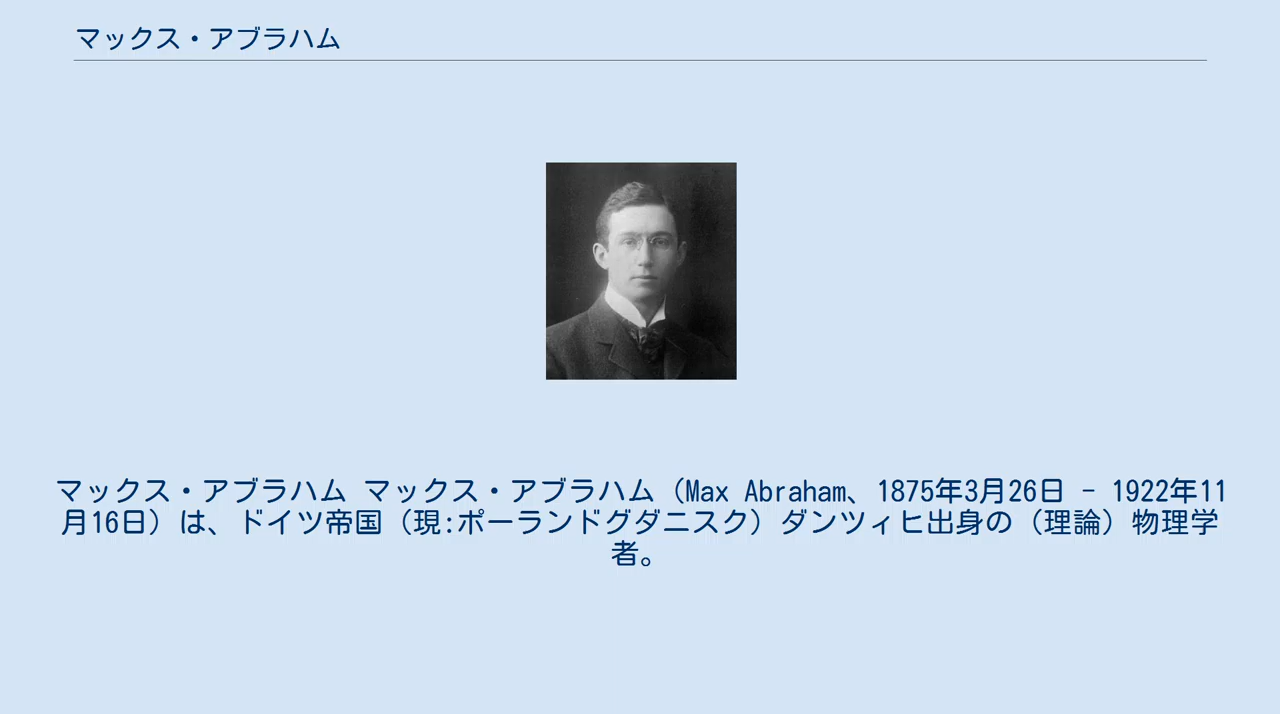 マックス・アブラハム
マックス・アブラハム マックス・アブラハム（Max Abraham、1875年3月26日 - 1922年11
月16日）は、ドイツ帝国（現:ポーランドグダニスク）ダンツィヒ出身の（理論）物理学
者。